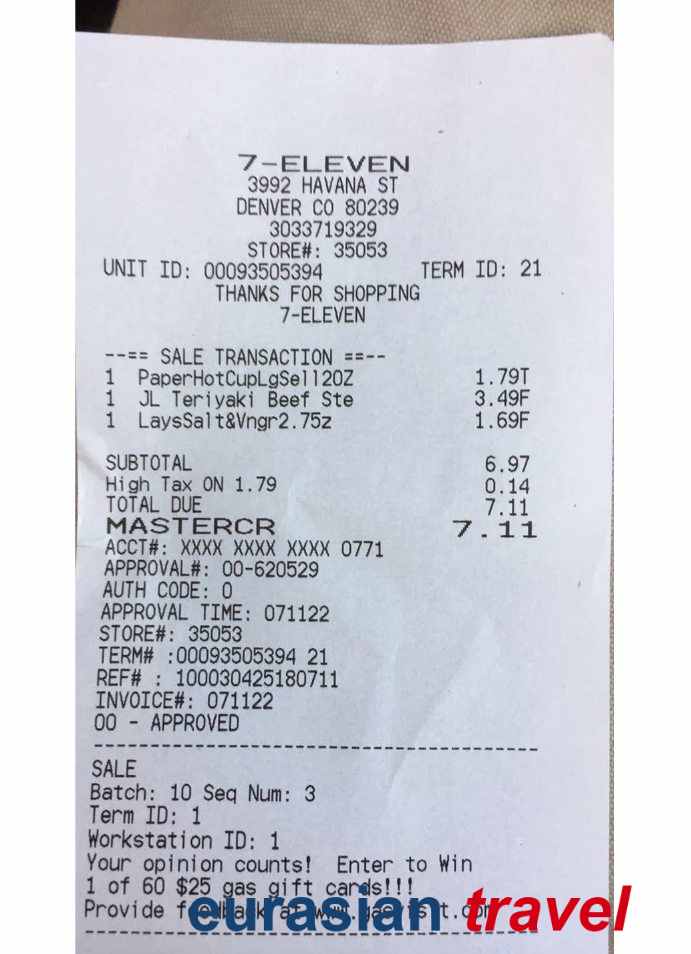 7-ELEVEN
3992 HAVANA ST
DENVER CO 80239
3033719329
STORE#: 35053
UNIT ID: 00093505394 TERM ID: 21
THANKS FOR SHOPPING
7-ELEVEN
--== SALE TRANSACTION ==--
1 PaperHotCupLgSel12OZ 1.79T
1 JL Teriyaki Beef Ste 3.49F
1 LaysSalt&Vngr2.75z 1.69F
SUBTOTAL 6.97
High Tax ON 1.79 0.14
TOTAL DUE 7.11
MASTERCR 7.11
ACCT#: XXXX XXXX XXXX 0771
APPROVAL#: 00-620529
AUTH CODE: 0
APPROVAL TIME: 071122
STORE#: 35053
TERM# :00093505394 21
REF# : 100030425180711
INVOICE#: 071122
00 - APPROVED
----------------------------------------
SALE
Batch: 10 Seq Num: 3
Term ID: 1
Workstation ID: 1
Your opinion counts! Enter to Win
1 of 60 $25 gas gift cards!!!
Provide feedback at
eurasian travel
----------------------------------------